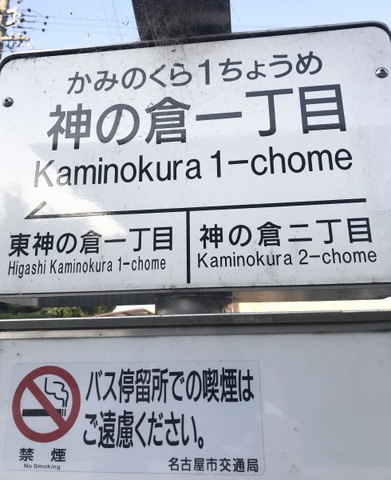 かみのくら1ちょうめ
神の倉一丁目
Kaminokura 1-chome
東神の倉一丁目
Higashi Kaminokura 1-chome
神の倉二丁目
Kaminokura 2-chome
バス停留所での喫煙は
ご遠慮ください。
禁煙
No Smoking
名古屋市交通局